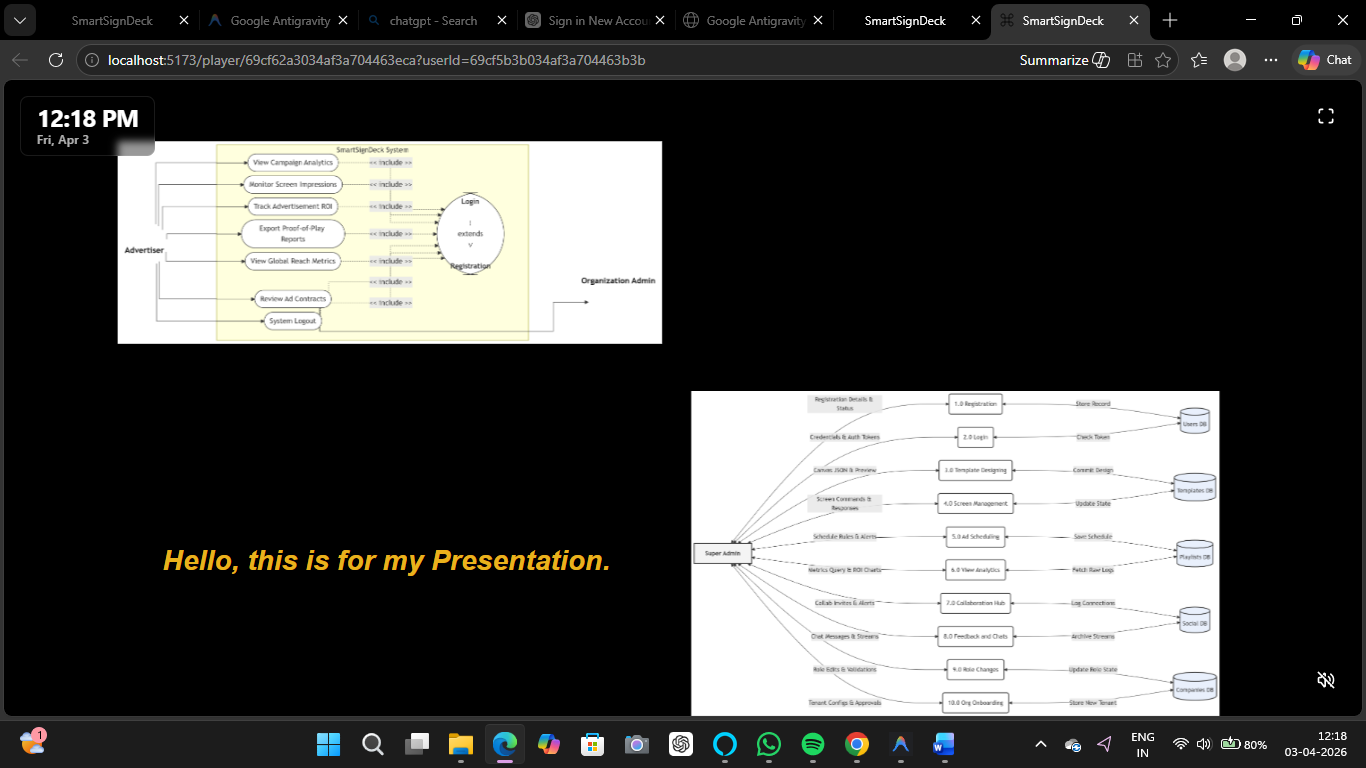 SmartSignDeck
Google Antigravity
chatgpt - Search
Sign in New Accou
Google Antigravity
SmartSignDeck
SmartSignDeck
localhost:5173/player/69cf62a3034af3a704463eca?userId=69cf5b3b034af3a704463b3b
Summarize
Chat
12:18 PM
Fri, Apr 3
SmartSignDeck System
View Campaign Analytics
<< include >>
Monitor Screen Impressions
<< include >>
Track Advertisement ROI
<< include >>
Login
Export Proof-of-Play
Reports
<< include >>
extends
Advertiser
View Global Reach Metrics
<< include >>
Registration
<< include >>
Organization Admin
Review Ad Contracts
<< include >>
System Logout
Registration Details &
Status
1.0 Registration
Store Record
Users DB
Credentials & Auth Tokens
2.0 Login
Check Token
Canvas JSON & Preview
3.0 Template Designing
Commit Design
Templates DB
Screen Commands &
Responses
4.0 Screen Management
Update State
Schedule Rules & Alerts
5.0 Ad Scheduling
Save Schedule
Super Admin
Playlists DB
Metrics Query & ROI Charts
6.0 View Analytics
Fetch Raw Logs
Collab Invites & Alerts
7.0 Collaboration Hub
Log Connections
Social DB
Chat Messages & Streams
8.0 Feedback and Chats
Archive Streams
Role Edits & Validations
9.0 Role Changes
Update Role State
Companies DB
Tenant Configs & Approvals
10.0 Org Onboarding
Store New Tenant
Hello, this is for my Presentation.
1
ENG
IN
80%
12:18
03-04-2026